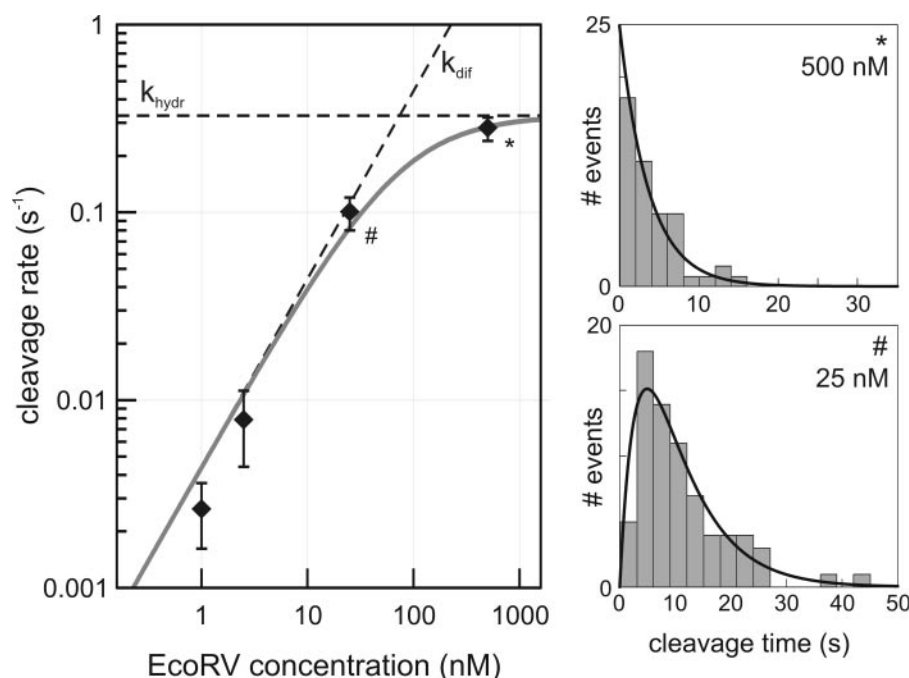 1
0.1
0.01
0.001
cleavage rate (s⁻¹)
k_hydr
k_dif
*
#
1
10
100
1000
EcoRV concentration (nM)
25
0
# events
*
500 nM
0
10
20
30
20
0
# events
#
25 nM
0
10
20
30
40
50
cleavage time (s)